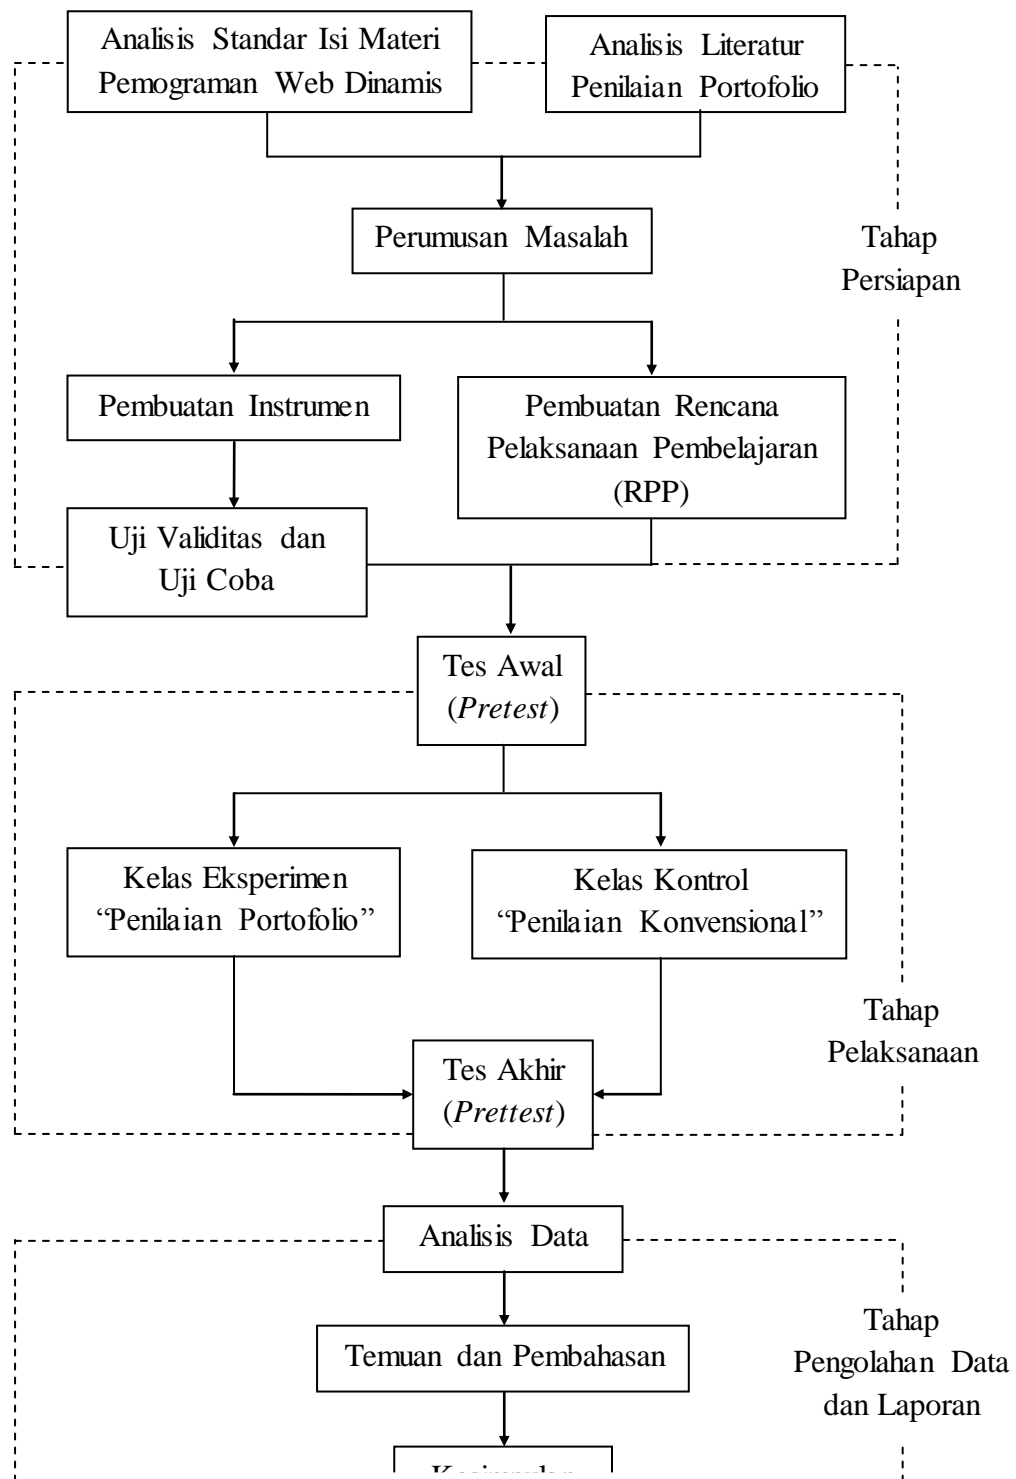 Analisis Standar Isi Materi
Pemograman Web Dinamis
Analisis Literatur
Penilaian Portofolio
Perumusan Masalah
Tahap
Persiapan
Pembuatan Instrumen
Pembuatan Rencana
Pelaksanaan Pembelajaran
(RPP)
Uji Validitas dan
Uji Coba
Tes Awal
(Pretest)
Kelas Eksperimen
“Penilaian Portofolio”
Kelas Kontrol
“Penilaian Konvensional”
Tahap
Pelaksanaan
Tes Akhir
(Prettest)
Analisis Data
Tahap
Pengolahan Data
dan Laporan
Temuan dan Pembahasan